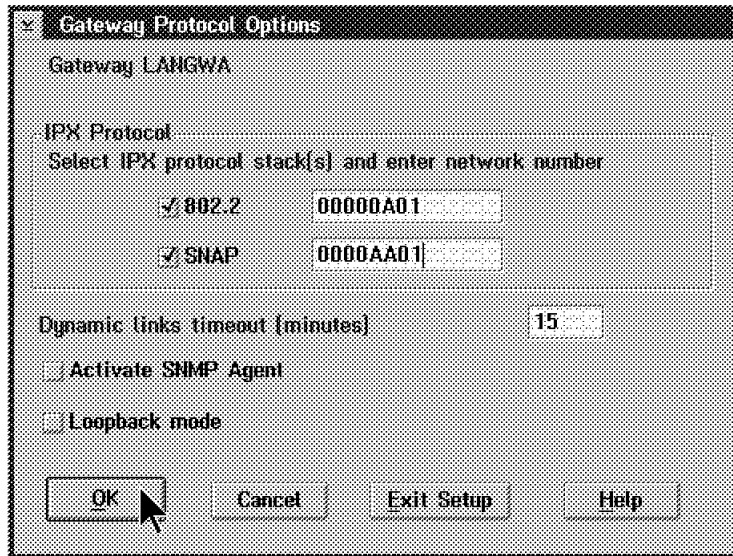 Gateway Protocol Options
Gateway LANGWA
IPX Protocol
Select IPX protocol stack(s) and enter network number
802.2 00000A01
SNAP 0000AA01
Dynamic links timeout (minutes) 15
Activate SNMP Agent
Loopback mode
OK Cancel Exit Setup Help